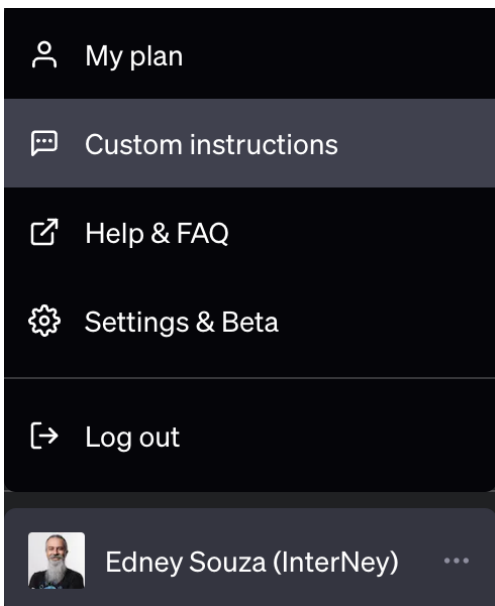 My plan
Custom instructions
Help & FAQ
Settings & Beta
Log out
Edney Souza (InterNey)